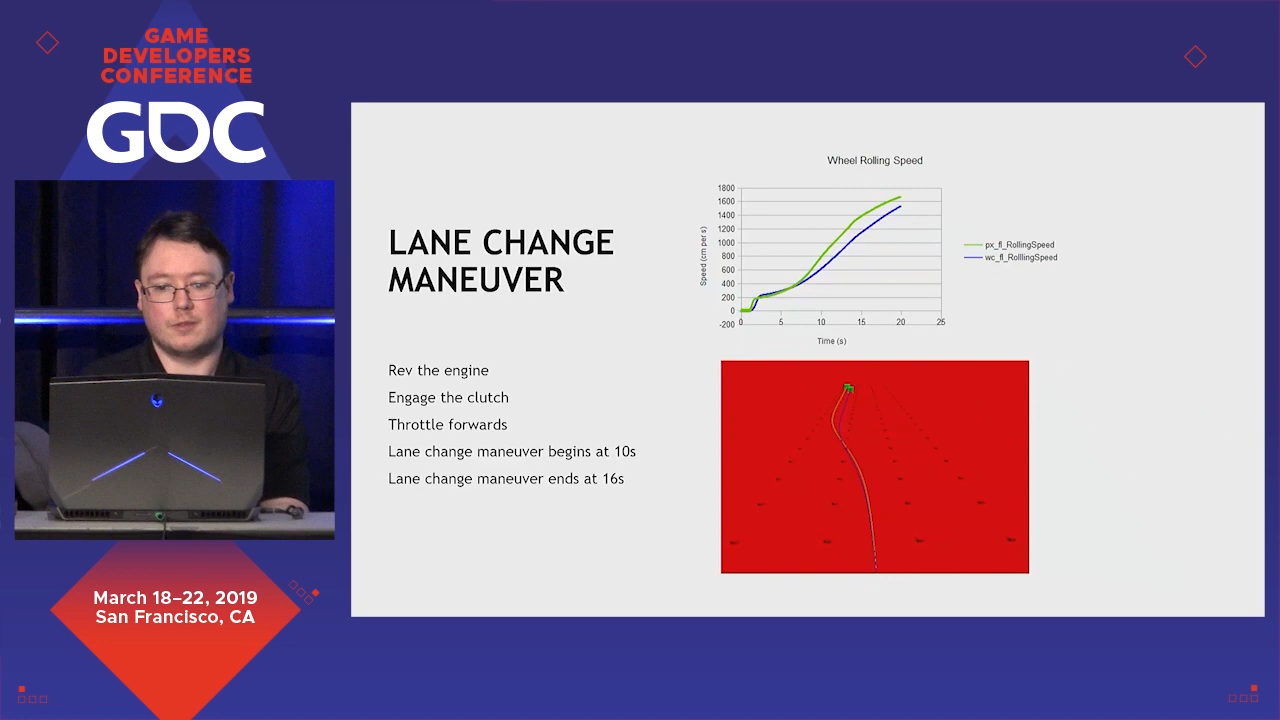 GAME
DEVELOPERS
CONFERENCE
GDC
March 18–22, 2019
San Francisco, CA
LANE CHANGE
MANEUVER
Rev the engine
Engage the clutch
Throttle forwards
Lane change maneuver begins at 10s
Lane change maneuver ends at 16s
Wheel Rolling Speed
Speed (cm per s)
1800
1600
1400
1200
1000
800
600
400
200
0
-200
0 5 10 15 20 25
Time (s)
px_fl_RollingSpeed
wc_fl_RolllingSpeed